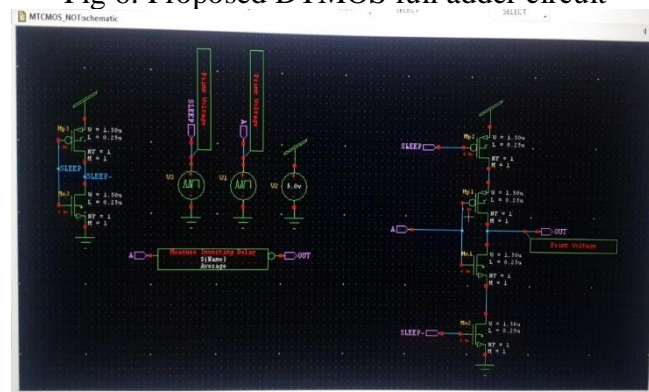 Fig 6: Proposed DTMOS full adder circuit
MTCMOS_NOT:schematic
SELECT
SELECT
4
Print Voltage
Print Voltage
SLEEP
A
Mp3
W = 1.50u
L = 0.25u
NF = 1
M = 1
SLEEP
SLEEP~
Mn3
W = 1.50u
L = 0.25u
NF = 1
M = 1
V3
V1
V2
5.0v
A
Measure Inverting Delay
$(Name)
Average
OUT
SLEEP
Mp2
W = 1.50u
L = 0.25u
NF = 1
M = 1
Mp1
W = 1.50u
L = 0.25u
NF = 1
M = 1
A
OUT
Print Voltage
Mn1
W = 1.50u
L = 0.25u
NF = 1
M = 1
SLEEP~
Mn2
W = 1.50u
L = 0.25u
NF = 1
M = 1